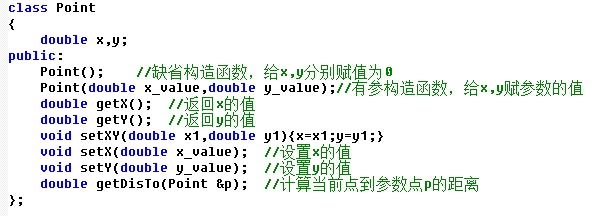 class Point
{
double x,y;
public:
Point(); //缺省构造函数，给x,y分别赋值为0
Point(double x_value,double y_value);//有参构造函数，给x,y赋参数的值
double getX(); //返回x的值
double getY(); //返回y的值
void setXY(double x1,double y1){x=x1;y=y1;}
void setX(double x_value); //设置x的值
void setY(double y_value); //设置y的值
double getDisTo(Point &p); //计算当前点到参数点p的距离
};